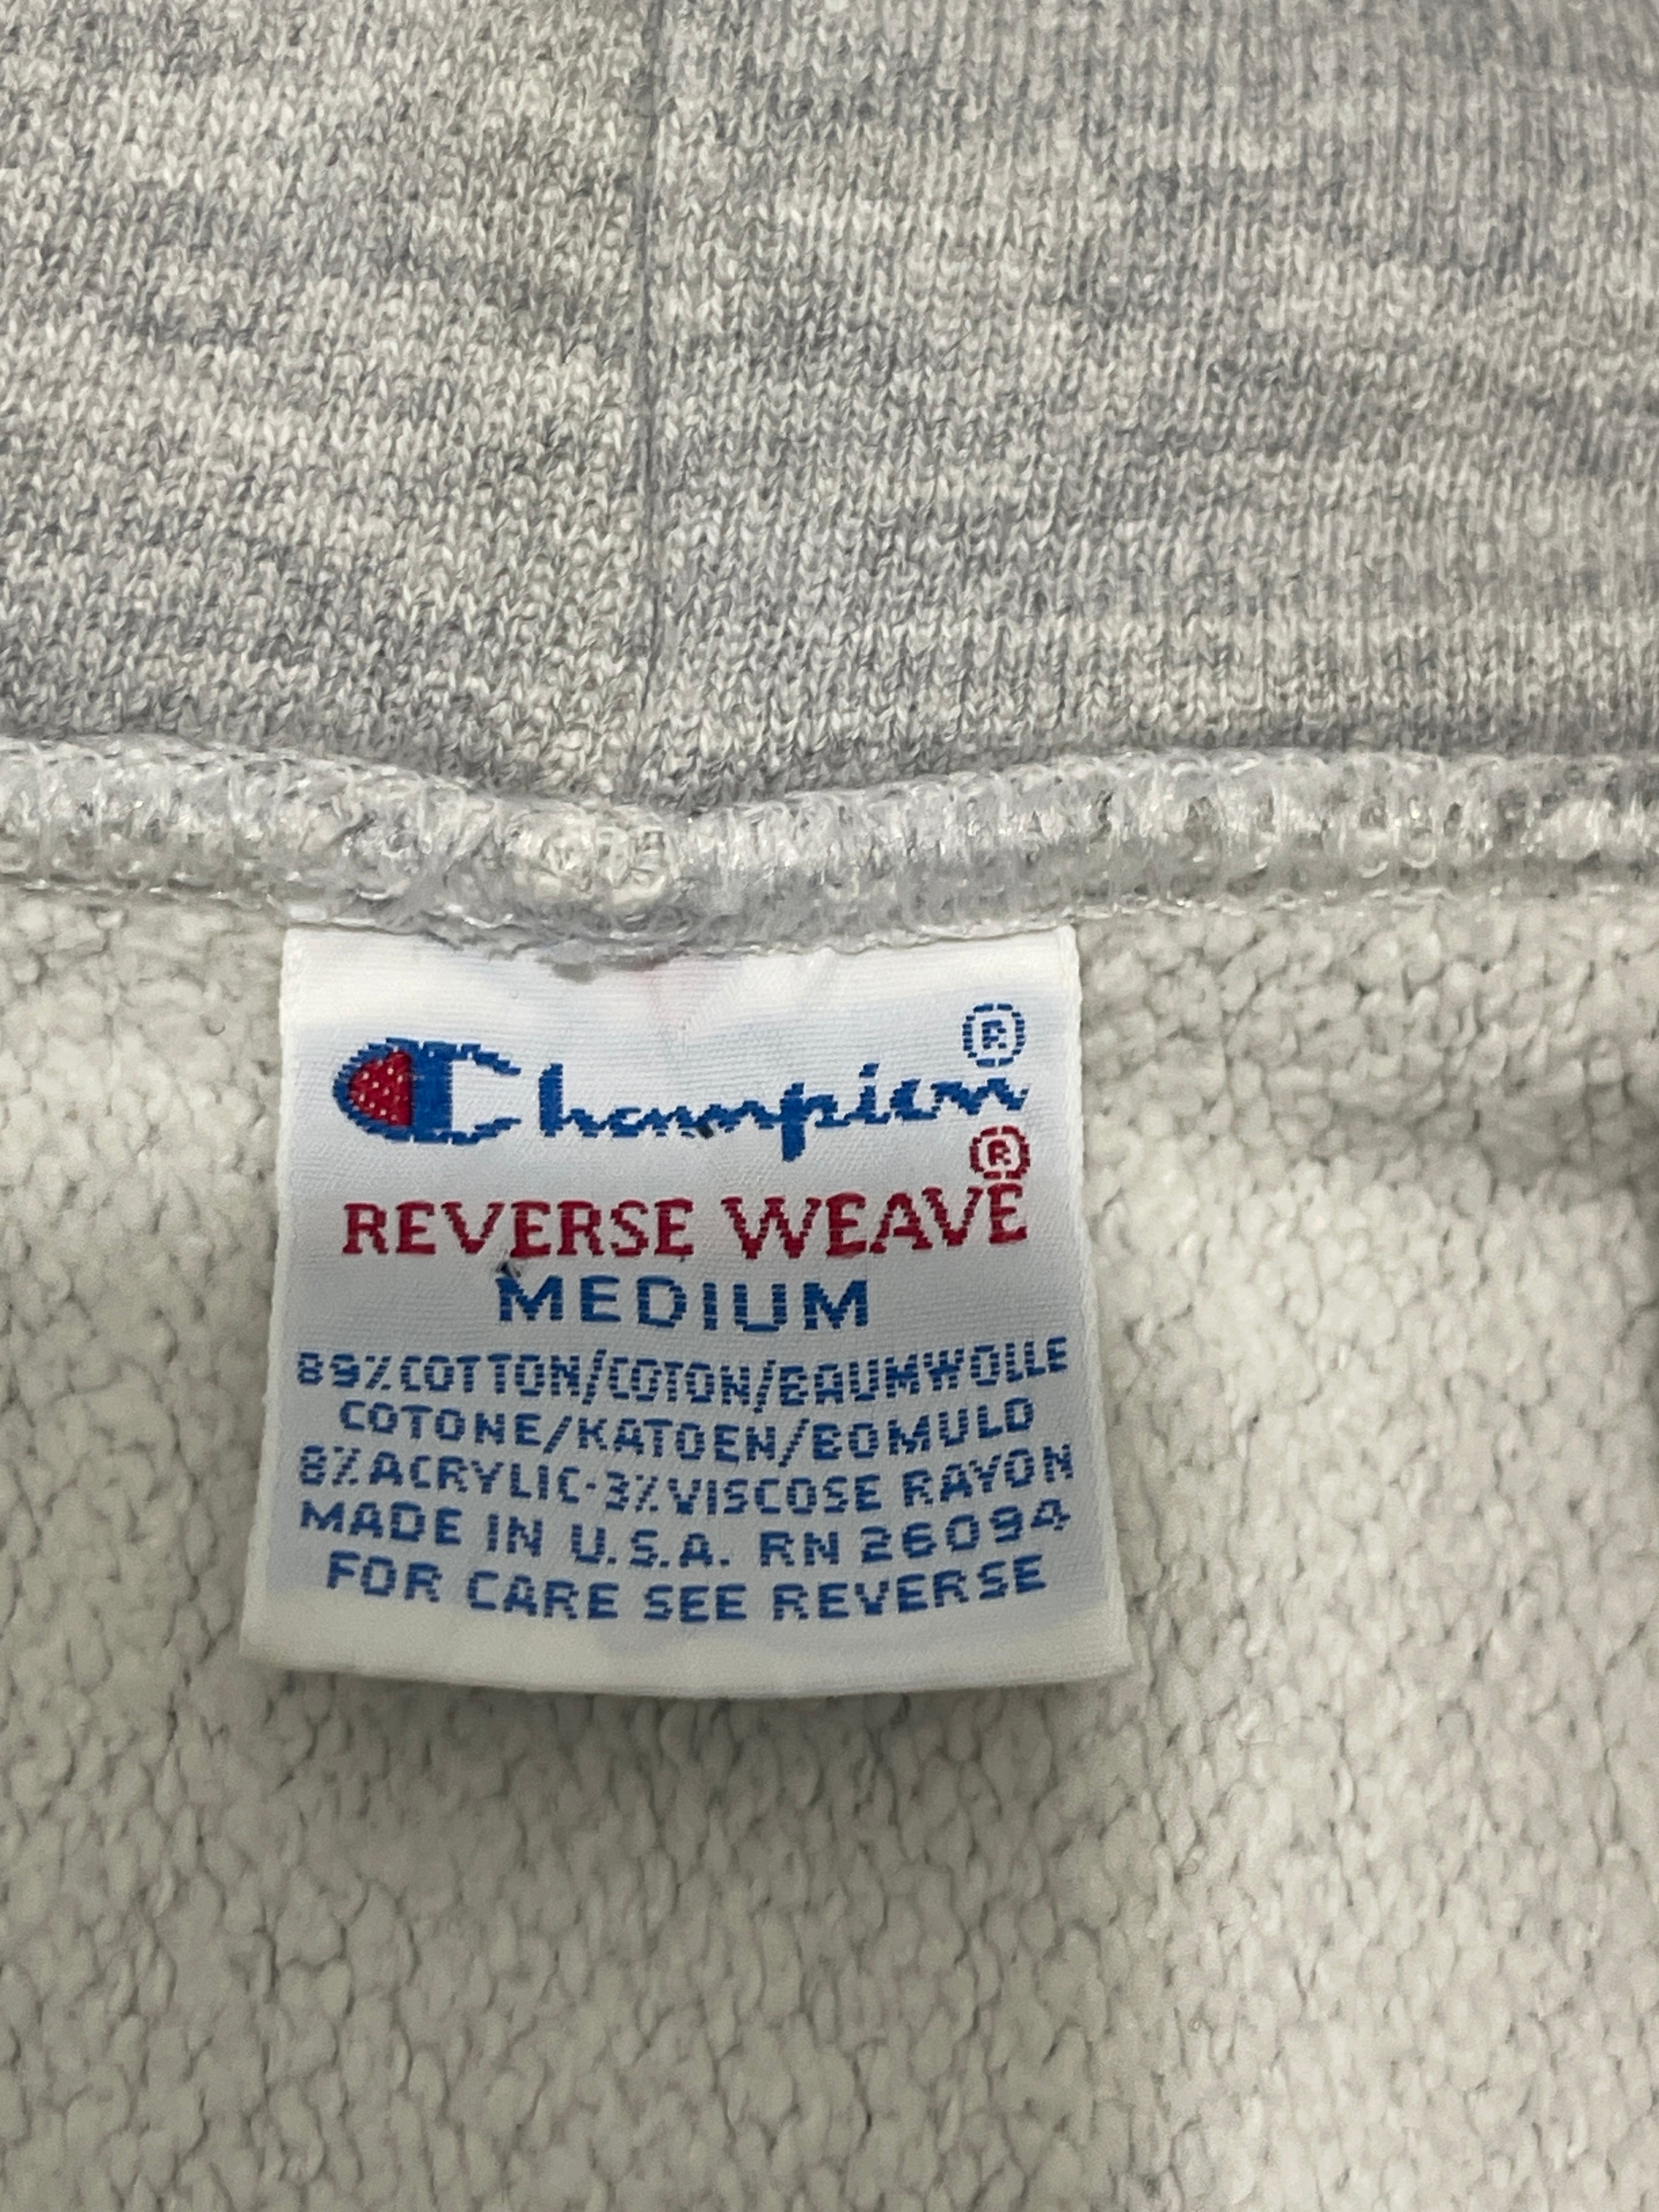 Champion®
REVERSE WEAVE®
MEDIUM
89% COTTON/COTON/BAUMWOLLE
COTONE/KATOEN/BOMULD
8% ACRYLIC·3% VISCOSE RAYON
MADE IN U.S.A. RN 26094
FOR CARE SEE REVERSE